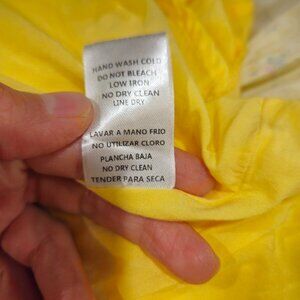 HAND WASH COLD
DO NOT BLEACH
LOW IRON
NO DRY CLEAN
LINE DRY
LAVAR A MANO FRIO
NO UTILIZAR CLORO
PLANCHA BAJA
NO DRY CLEAN
TENDER PARA SECA